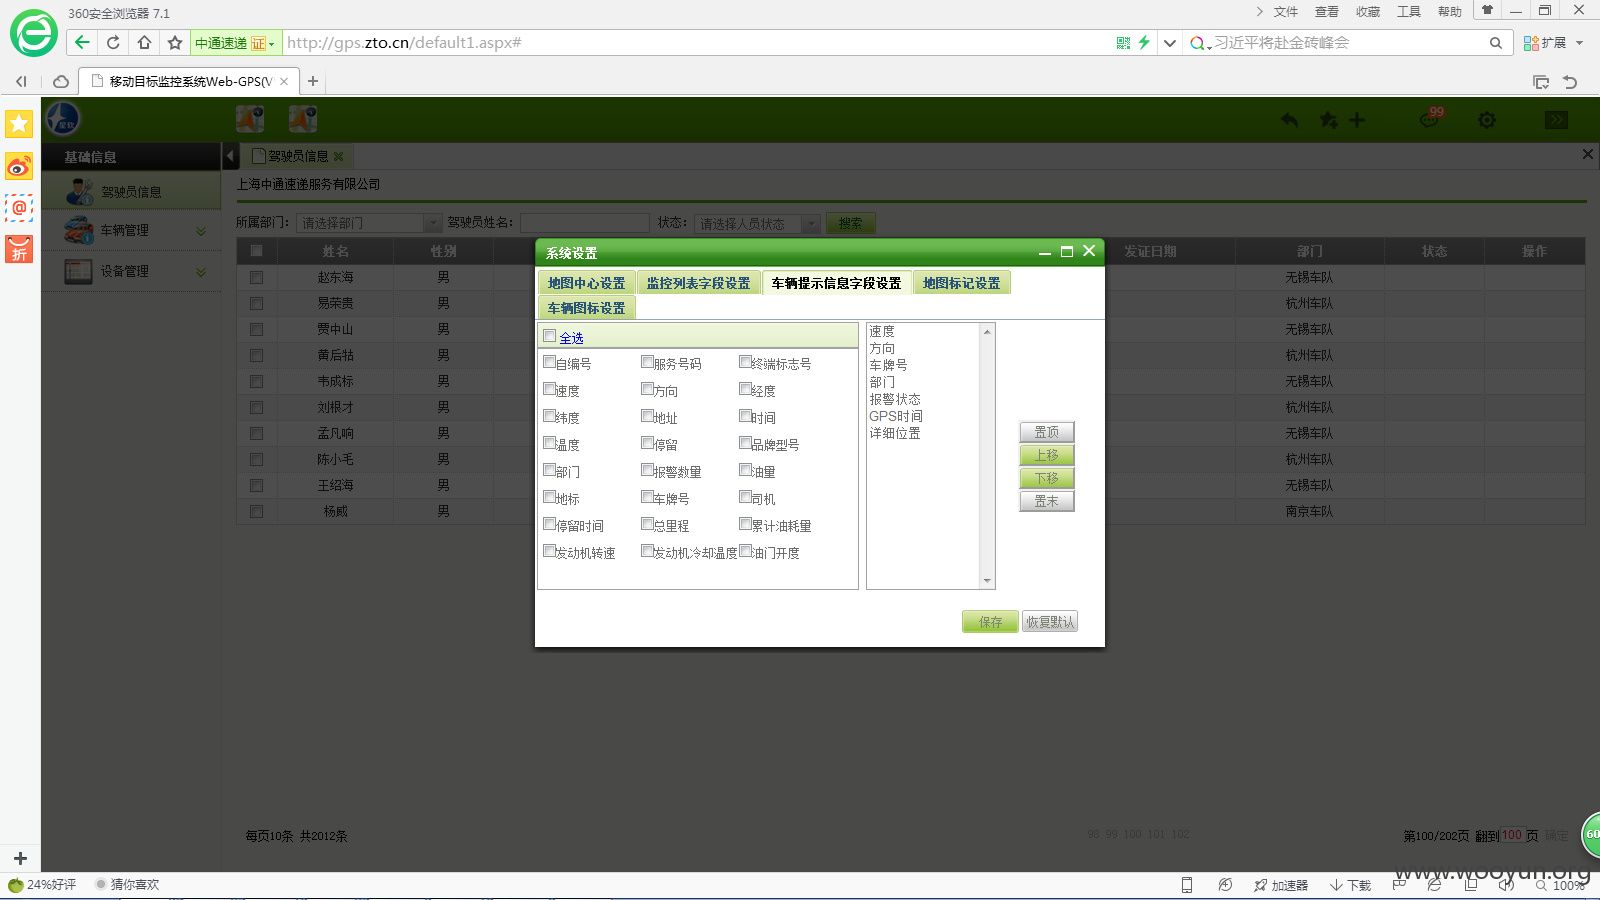 360安全浏览器 7.1
文件 查看 收藏 工具 帮助
中通速递 证 http://gps.zto.cn/default1.aspx# 习近平将赴金砖峰会 扩展
移动目标监控系统Web-GPS(V
99
基础信息 驾驶员信息
驾驶员信息
车辆管理
设备管理
折
上海中通速递服务有限公司
所属部门: 请选择部门 驾驶员姓名: 状态: 请选择人员状态 搜索
姓名 性别 发证日期 部门 状态 操作
赵东海 男 无锡车队
易荣贵 男 杭州车队
贾中山 男 无锡车队
黄后牯 男 杭州车队
韦成标 男 无锡车队
刘根才 男 杭州车队
孟凡响 男 无锡车队
陈小毛 男 杭州车队
王绍海 男 无锡车队
杨威 男 南京车队
系统设置
地图中心设置 监控列表字段设置 车辆提示信息字段设置 地图标记设置
车辆图标设置
全选
自编号 服务号码 终端标志号
速度 方向 经度
纬度 地址 时间
温度 停留 品牌型号
部门 报警数量 油量
地标 车牌号 司机
停留时间 总里程 累计油耗量
发动机转速 发动机冷却温度 油门开度
速度
方向
车牌号
部门
报警状态
GPS时间
详细位置
置顶
上移
下移
置末
保存 恢复默认
每页10条 共2012条 98 99 100 101 102 第100/202页 翻到 100 页 确定
60
www.wooyun.org
24%好评 猜你喜欢 加速器 下载 100%